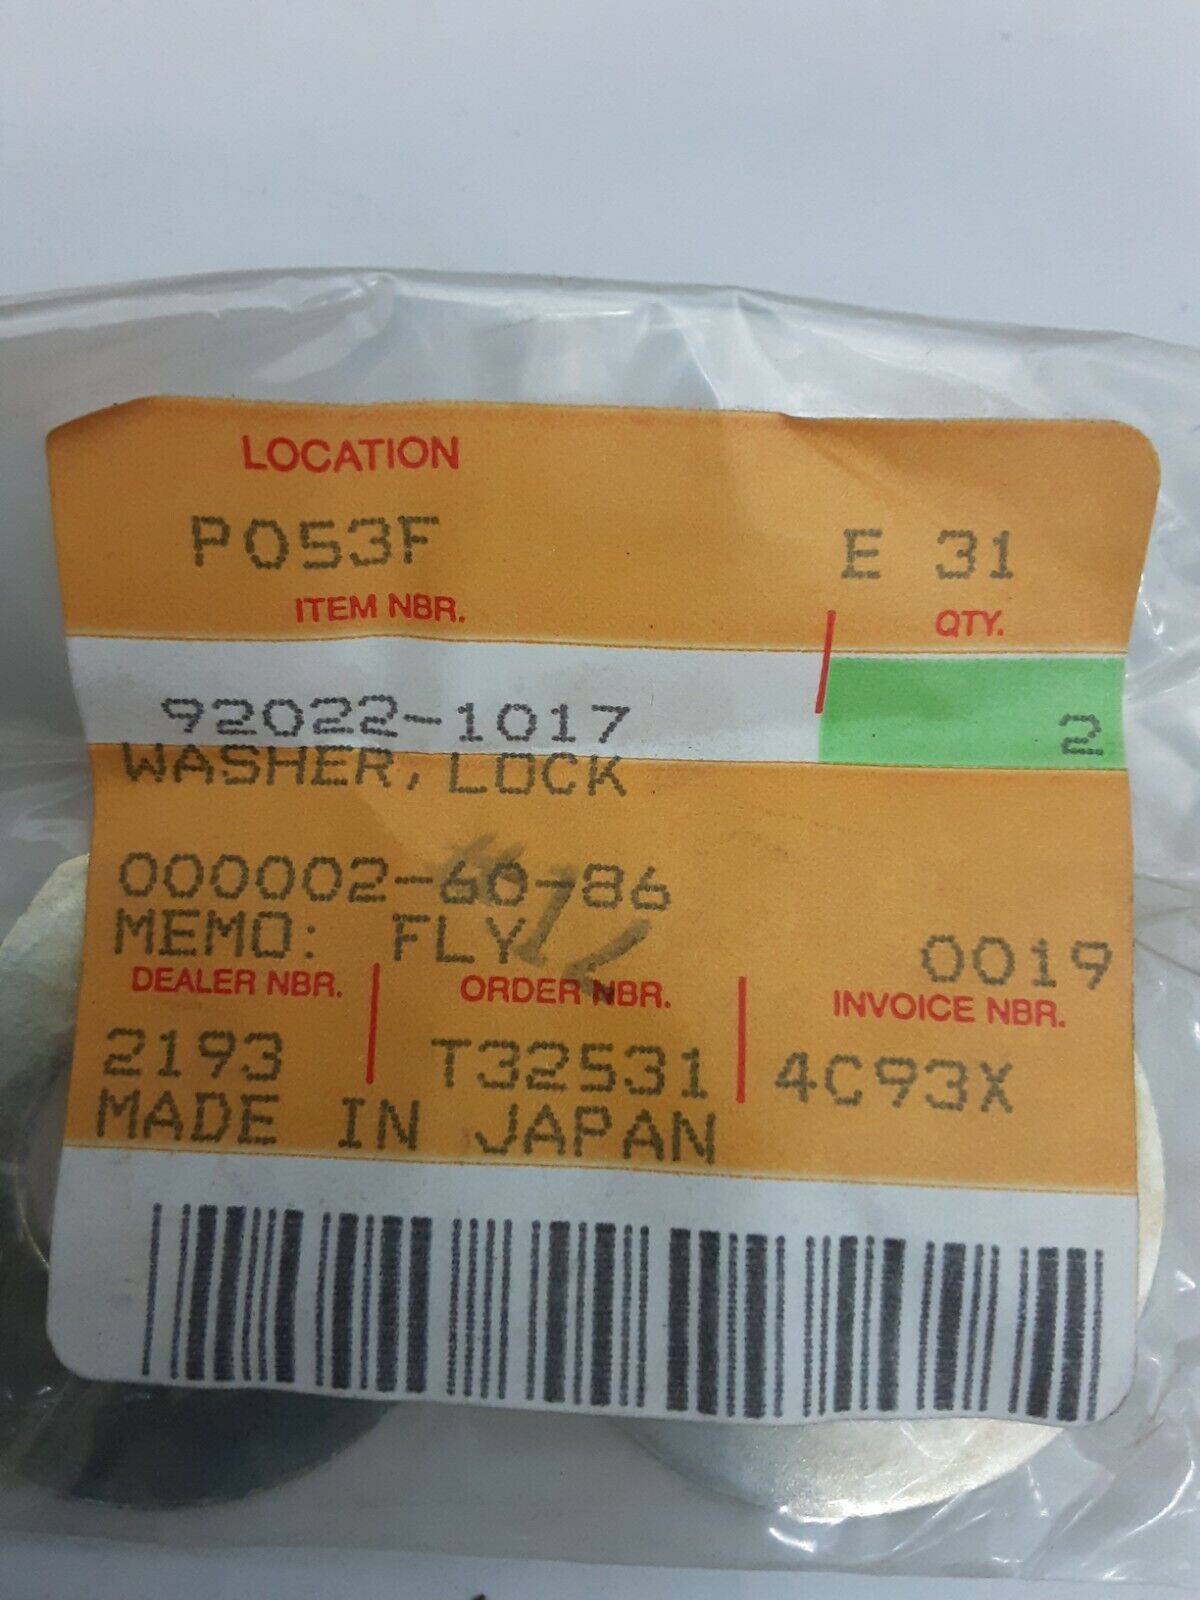 LOCATION
P053F E 31
ITEM NBR. QTY.
92022-1017 2
WASHER, LOCK
000002-60-86
MEMO: FLY 0019
DEALER NBR. ORDER NBR. INVOICE NBR.
2193 T32531 4C93X
MADE IN JAPAN